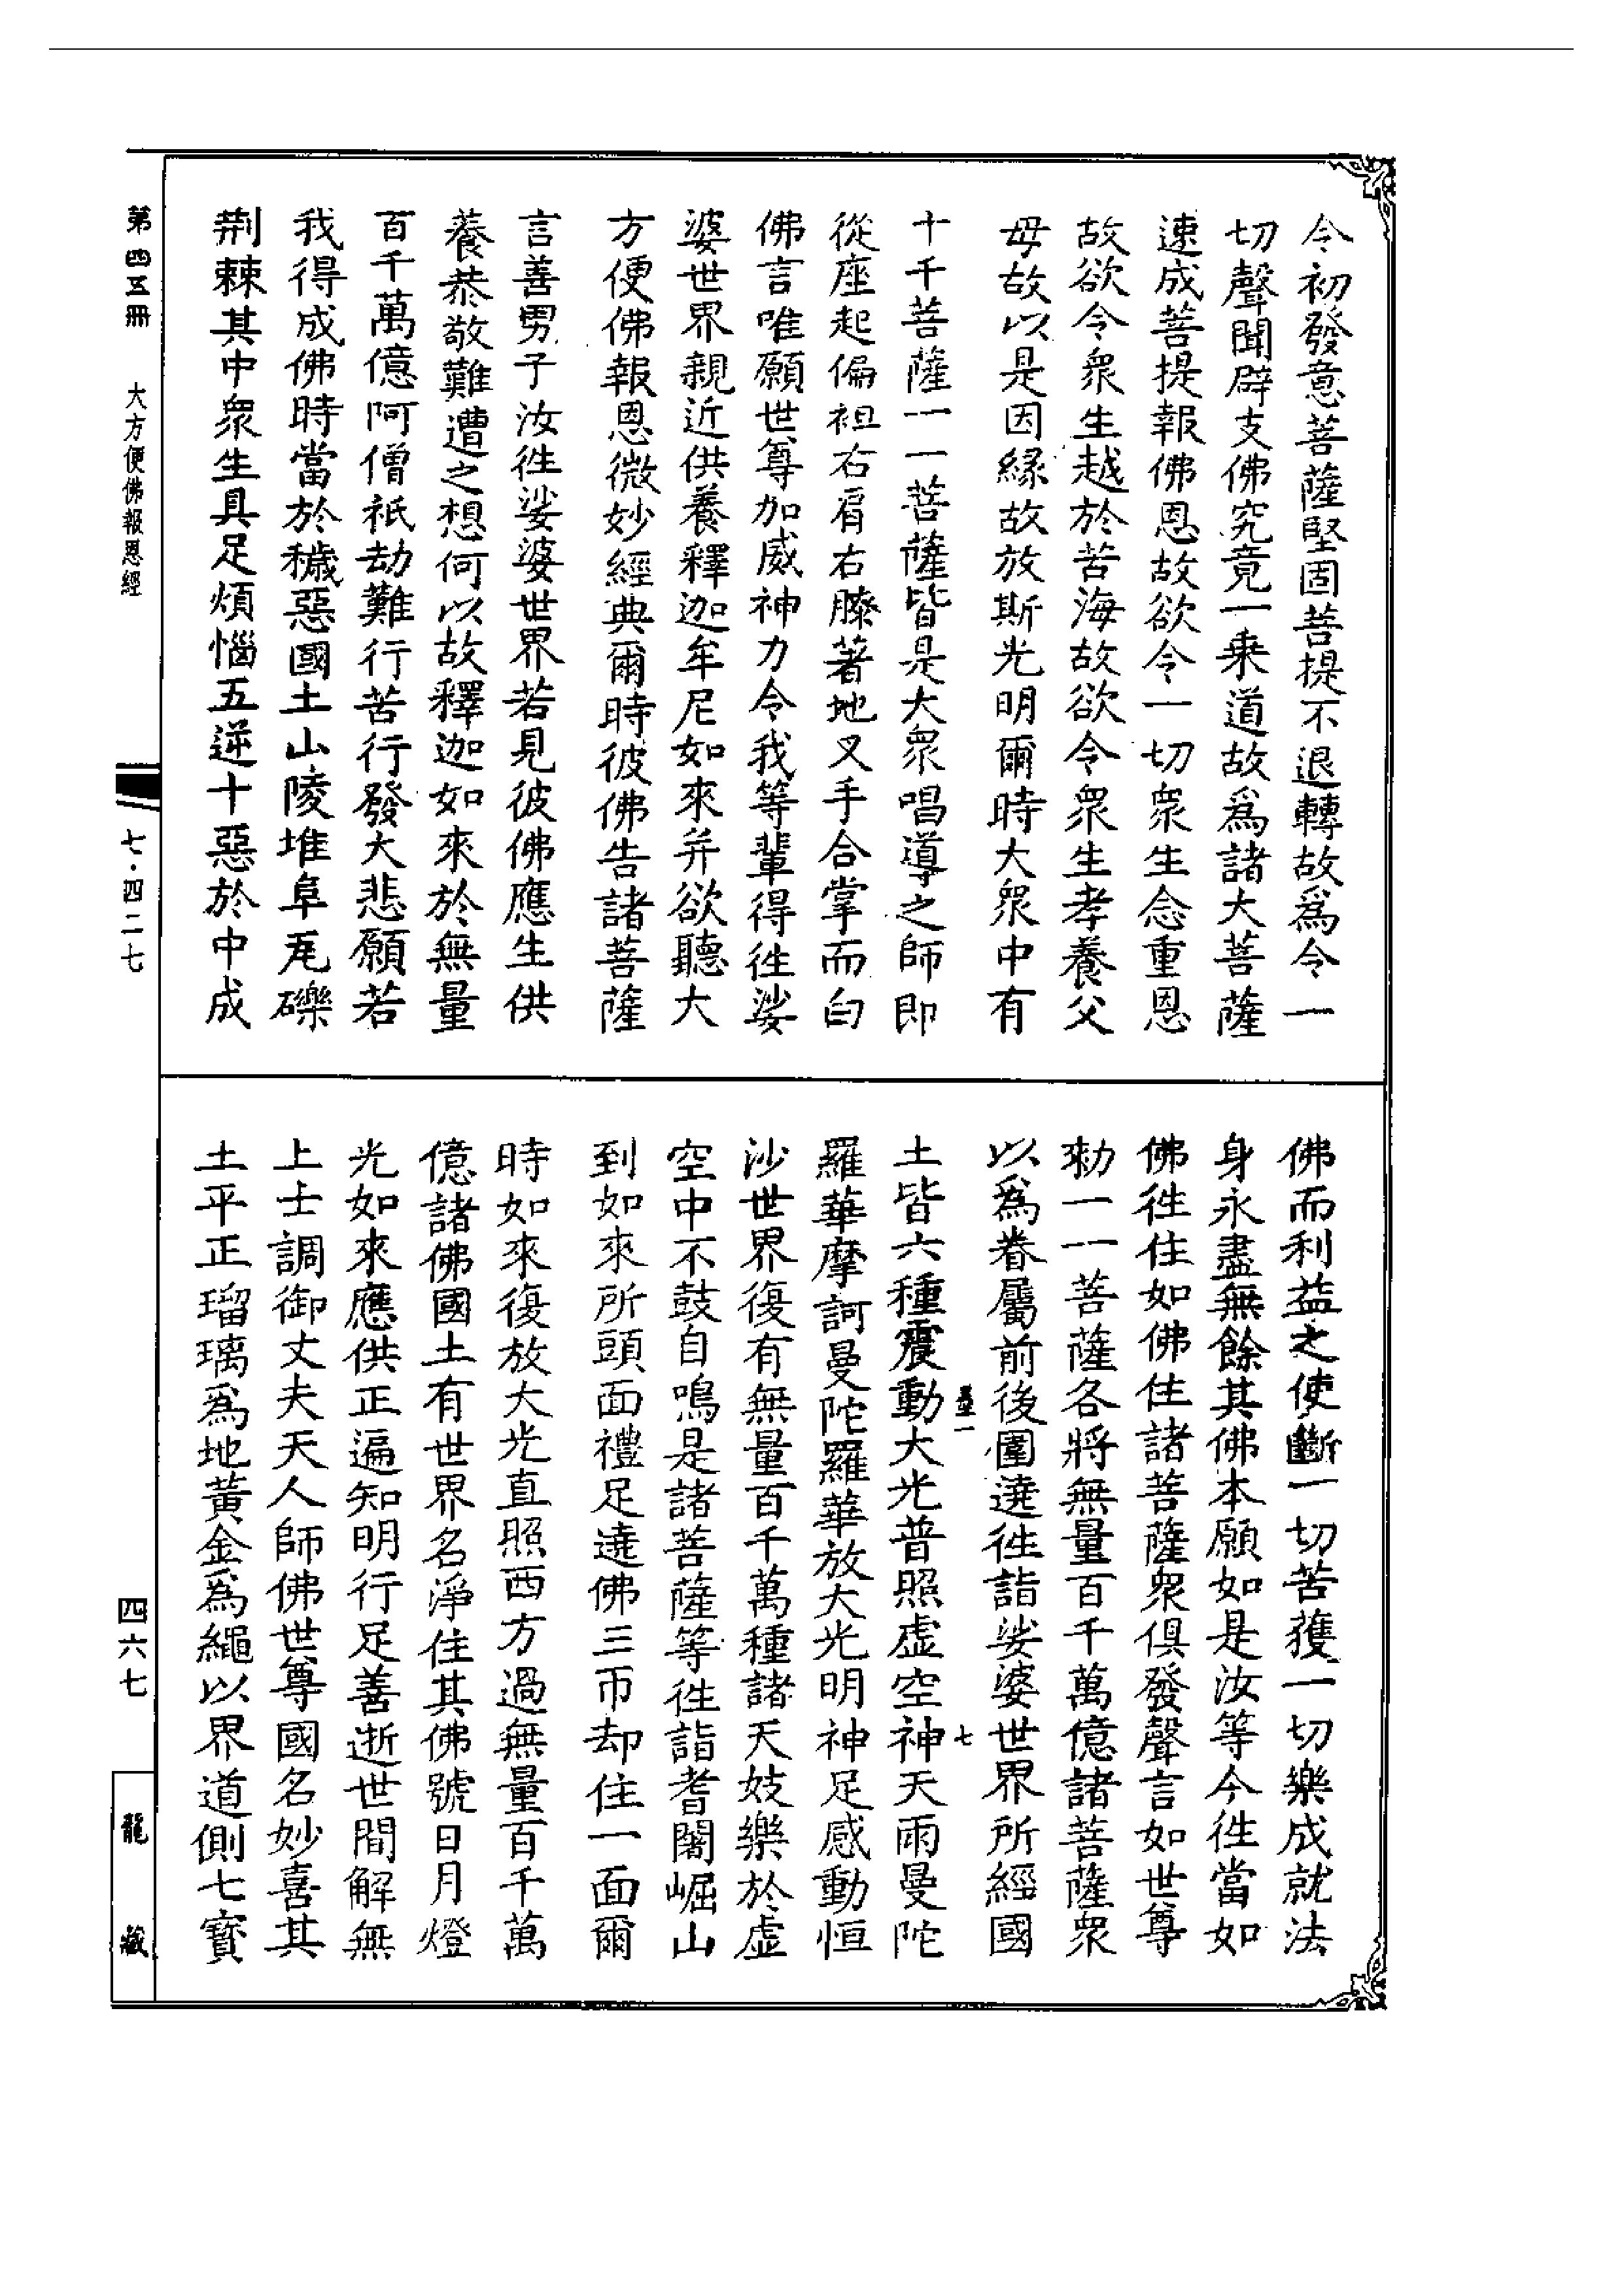 令初發意菩薩堅固菩提不退轉故爲令一
切聲聞辟支佛究竟一乗道故爲諸大菩薩
速成菩提報佛恩故欲令一切衆生念重恩
故欲令衆生越於苦海故欲令衆生孝養父
母故以是因緣故放斯光明爾時大衆中有
十千菩薩一一菩薩皆是大衆唱導之師即
從座起偏袒右肩右膝著地叉手合掌而白
佛言唯願世尊加威神力令我等輩得徃娑
婆世界親近供養釋迦牟尼如來并欲聽大
方便佛報恩微妙經典爾時彼佛告諸菩薩
言善男子汝徃娑婆世界若見彼佛應生供
養恭敬難遭之想何以故釋迦如來於無量
百千萬億阿僧祇劫難行苦行發大悲願若
我得成佛時當於穢惡國土山陵堆阜瓦礫
荆棘其中衆生具足煩惱五逆十惡於中成
佛而利益之使斷一切苦獲一切樂成就法
身永盡無餘其佛本願如是汝等今徃當如
佛徃住如佛住諸菩薩衆俱發聲言如世尊
勑一一菩薩各將無量百千萬億諸菩薩衆
以爲眷屬前後圍遶徃詣娑婆世界所經國
土皆六種震動大光普照虛空神天雨曼陀
羅華摩訶曼陀羅華放大光明神足感動恒
沙世界復有無量百千萬種諸天妓樂於虛
空中不鼓自鳴是諸菩薩等徃詣耆闍崛山
到如來所頭面禮足遶佛三帀却住一面爾
時如來復放大光直照西方過無量百千萬
億諸佛國土有世界名淨住其佛號日月燈
光如來應供正遍知明行足善逝世間解無
上士調御丈夫天人師佛世尊國名妙喜其
土平正瑠璃爲地黃金爲繩以界道側七寳
七
第四五冊 大方便佛報恩經
七·四二七
四六七
龍藏